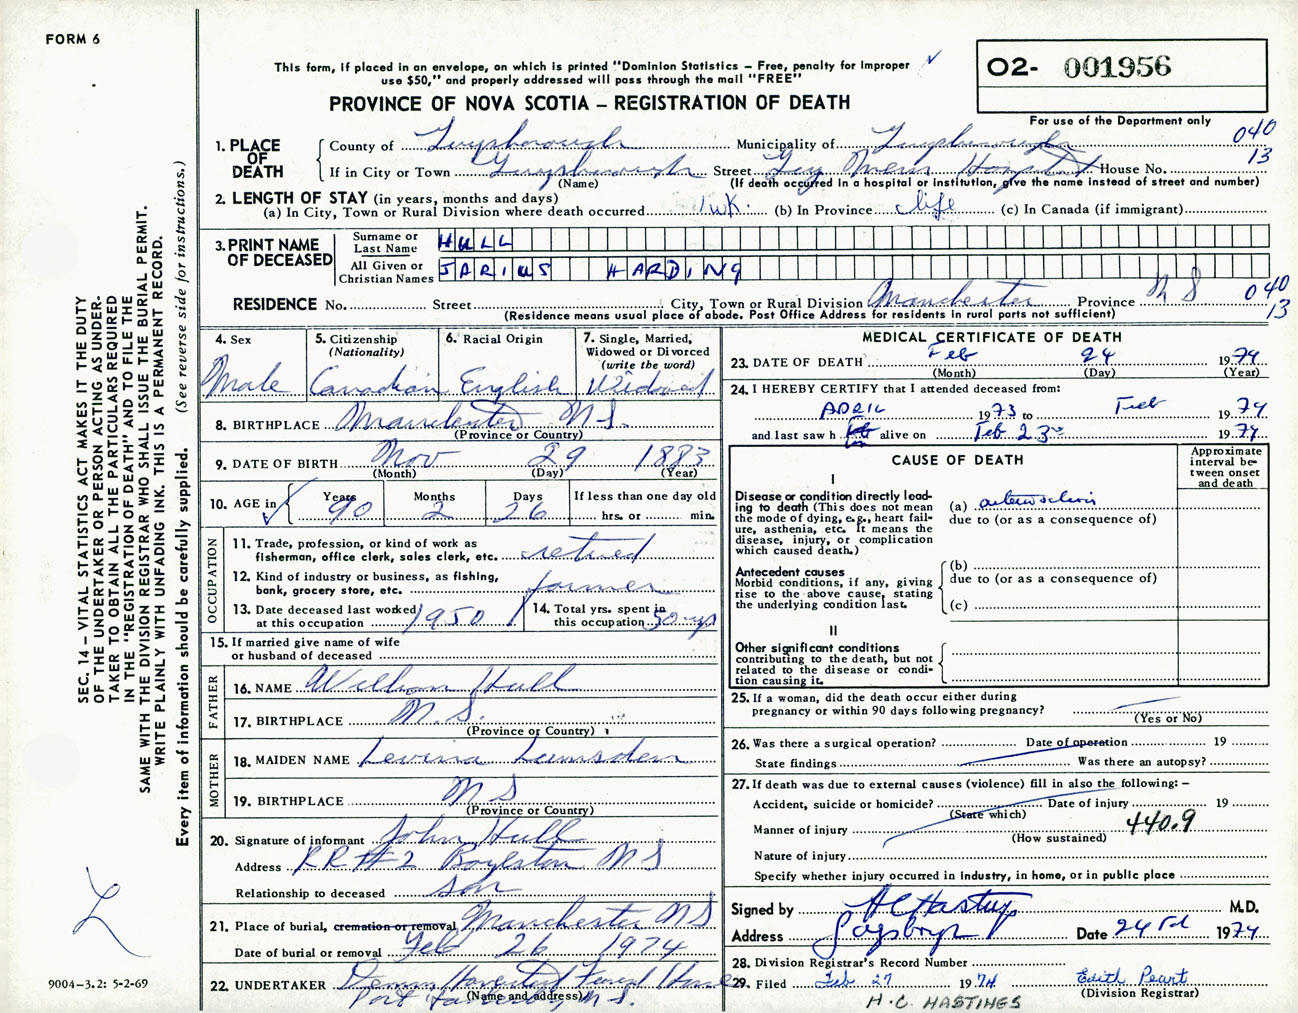 FORM 6
This form, if placed in an envelope, on which is printed "Dominion Statistics – Free, penalty for improper
use $50," and properly addressed will pass through the mail "FREE"
PROVINCE OF NOVA SCOTIA – REGISTRATION OF DEATH
O2- 001956
For use of the Department only
040
13
1. PLACE OF DEATH
County of Guysborough Municipality of Guysborough
If in City or Town Guysborough Street Guy Mem Hospital House No.
(Name) (If death occurred in a hospital or institution, give the name instead of street and number)
2. LENGTH OF STAY (in years, months and days)
(a) In City, Town or Rural Division where death occurred 1 wk. (b) In Province life (c) In Canada (if immigrant)
3. PRINT NAME OF DECEASED
Surname or Last Name HULL
All Given or Christian Names JARIUS HARDING
RESIDENCE No. Street City, Town or Rural Division Manchester Province N S 040
13
(Residence means usual place of abode. Post Office Address for residents in rural parts not sufficient)
4. Sex Male
5. Citizenship (Nationality) Canadian
6. Racial Origin English
7. Single, Married, Widowed or Divorced (write the word) Widowed
8. BIRTHPLACE Manchester N S.
(Province or Country)
9. DATE OF BIRTH Nov 29 1883
(Month) (Day) (Year)
10. AGE in Years 90 Months 2 Days 26 If less than one day old hrs. or min.
OCCUPATION
11. Trade, profession, or kind of work as
fisherman, office clerk, sales clerk, etc. retired
12. Kind of industry or business, as fishing,
bank, grocery store, etc. farmer
13. Date deceased last worked
at this occupation 1950
14. Total yrs. spent in
this occupation 50 yrs
15. If married give name of wife
or husband of deceased
FATHER
16. NAME William Hull
17. BIRTHPLACE N.S.
(Province or Country)
MOTHER
18. MAIDEN NAME Levina Lumsden
19. BIRTHPLACE N S
(Province or Country)
20. Signature of informant John Hull
Address RR#2 Boylston N S
Relationship to deceased son
21. Place of burial, cremation or removal Manchester N S
Date of burial or removal Feb 26 1974
22. UNDERTAKER Funeral Home
Port N.S.
(Name and address)
MEDICAL CERTIFICATE OF DEATH
23. DATE OF DEATH Feb 24 1974
(Month) (Day) (Year)
24. I HEREBY CERTIFY that I attended deceased from:
APRIL 1973 to Feb 1974
and last saw h alive on Feb 23rd 1974
CAUSE OF DEATH
Approximate interval between onset and death
I
Disease or condition directly leading to death (This does not mean
the mode of dying, e.g., heart failure, asthenia, etc. It means the
disease, injury, or complication
which caused death.)
(a)
due to (or as a consequence of)
Antecedent causes
Morbid conditions, if any, giving
rise to the above cause, stating
the underlying condition last.
(b)
due to (or as a consequence of)
(c)
II
Other significant conditions
contributing to the death, but not
related to the disease or condition causing it.
25. If a woman, did the death occur either during
pregnancy or within 90 days following pregnancy?
(Yes or No)
26. Was there a surgical operation? Date of operation 19
State findings Was there an autopsy?
27. If death was due to external causes (violence) fill in also the following: –
Accident, suicide or homicide? Date of injury 19
(State which)
Manner of injury 440.9
(How sustained)
Nature of injury
Specify whether injury occurred in industry, in home, or in public place
Signed by H C Hastings M.D.
Address Date 1974
28. Division Registrar's Record Number
29. Filed Feb 27 1974 Edith Peart
(Division Registrar)
H.C. HASTINGS
SEC. 14 – VITAL STATISTICS ACT MAKES IT THE DUTY
OF THE UNDERTAKER OR PERSON ACTING AS UNDERTAKER TO OBTAIN ALL THE PARTICULARS REQUIRED
IN THE "REGISTRATION OF DEATH" AND TO FILE THE
SAME WITH THE DIVISION REGISTRAR WHO SHALL ISSUE THE BURIAL PERMIT.
WRITE PLAINLY WITH UNFADING INK. THIS IS A PERMANENT RECORD.
Every item of information should be carefully supplied. (See reverse side for instructions.)
9004–3.2: 5-2-69